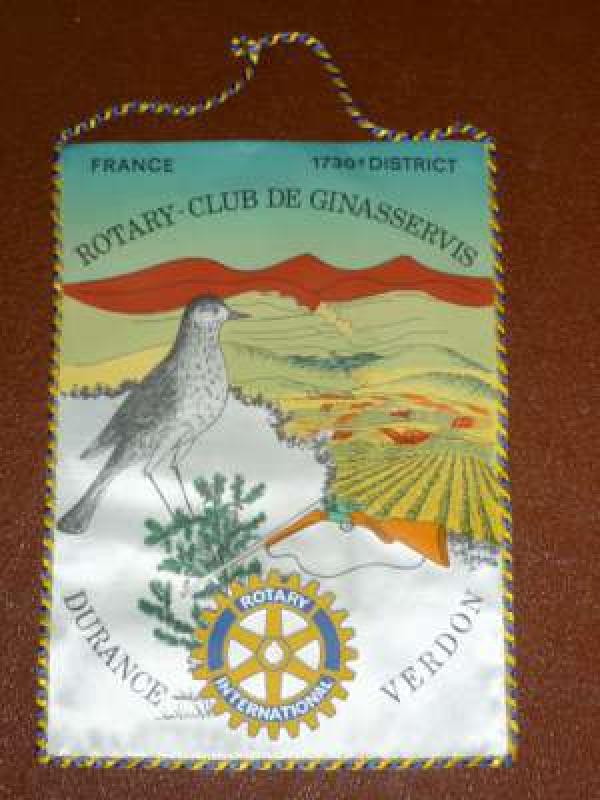 FRANCE 1730e DISTRICT
ROTARY-CLUB DE GINASSERVIS
DURANCE
VERDON
ROTARY
INTERNATIONAL